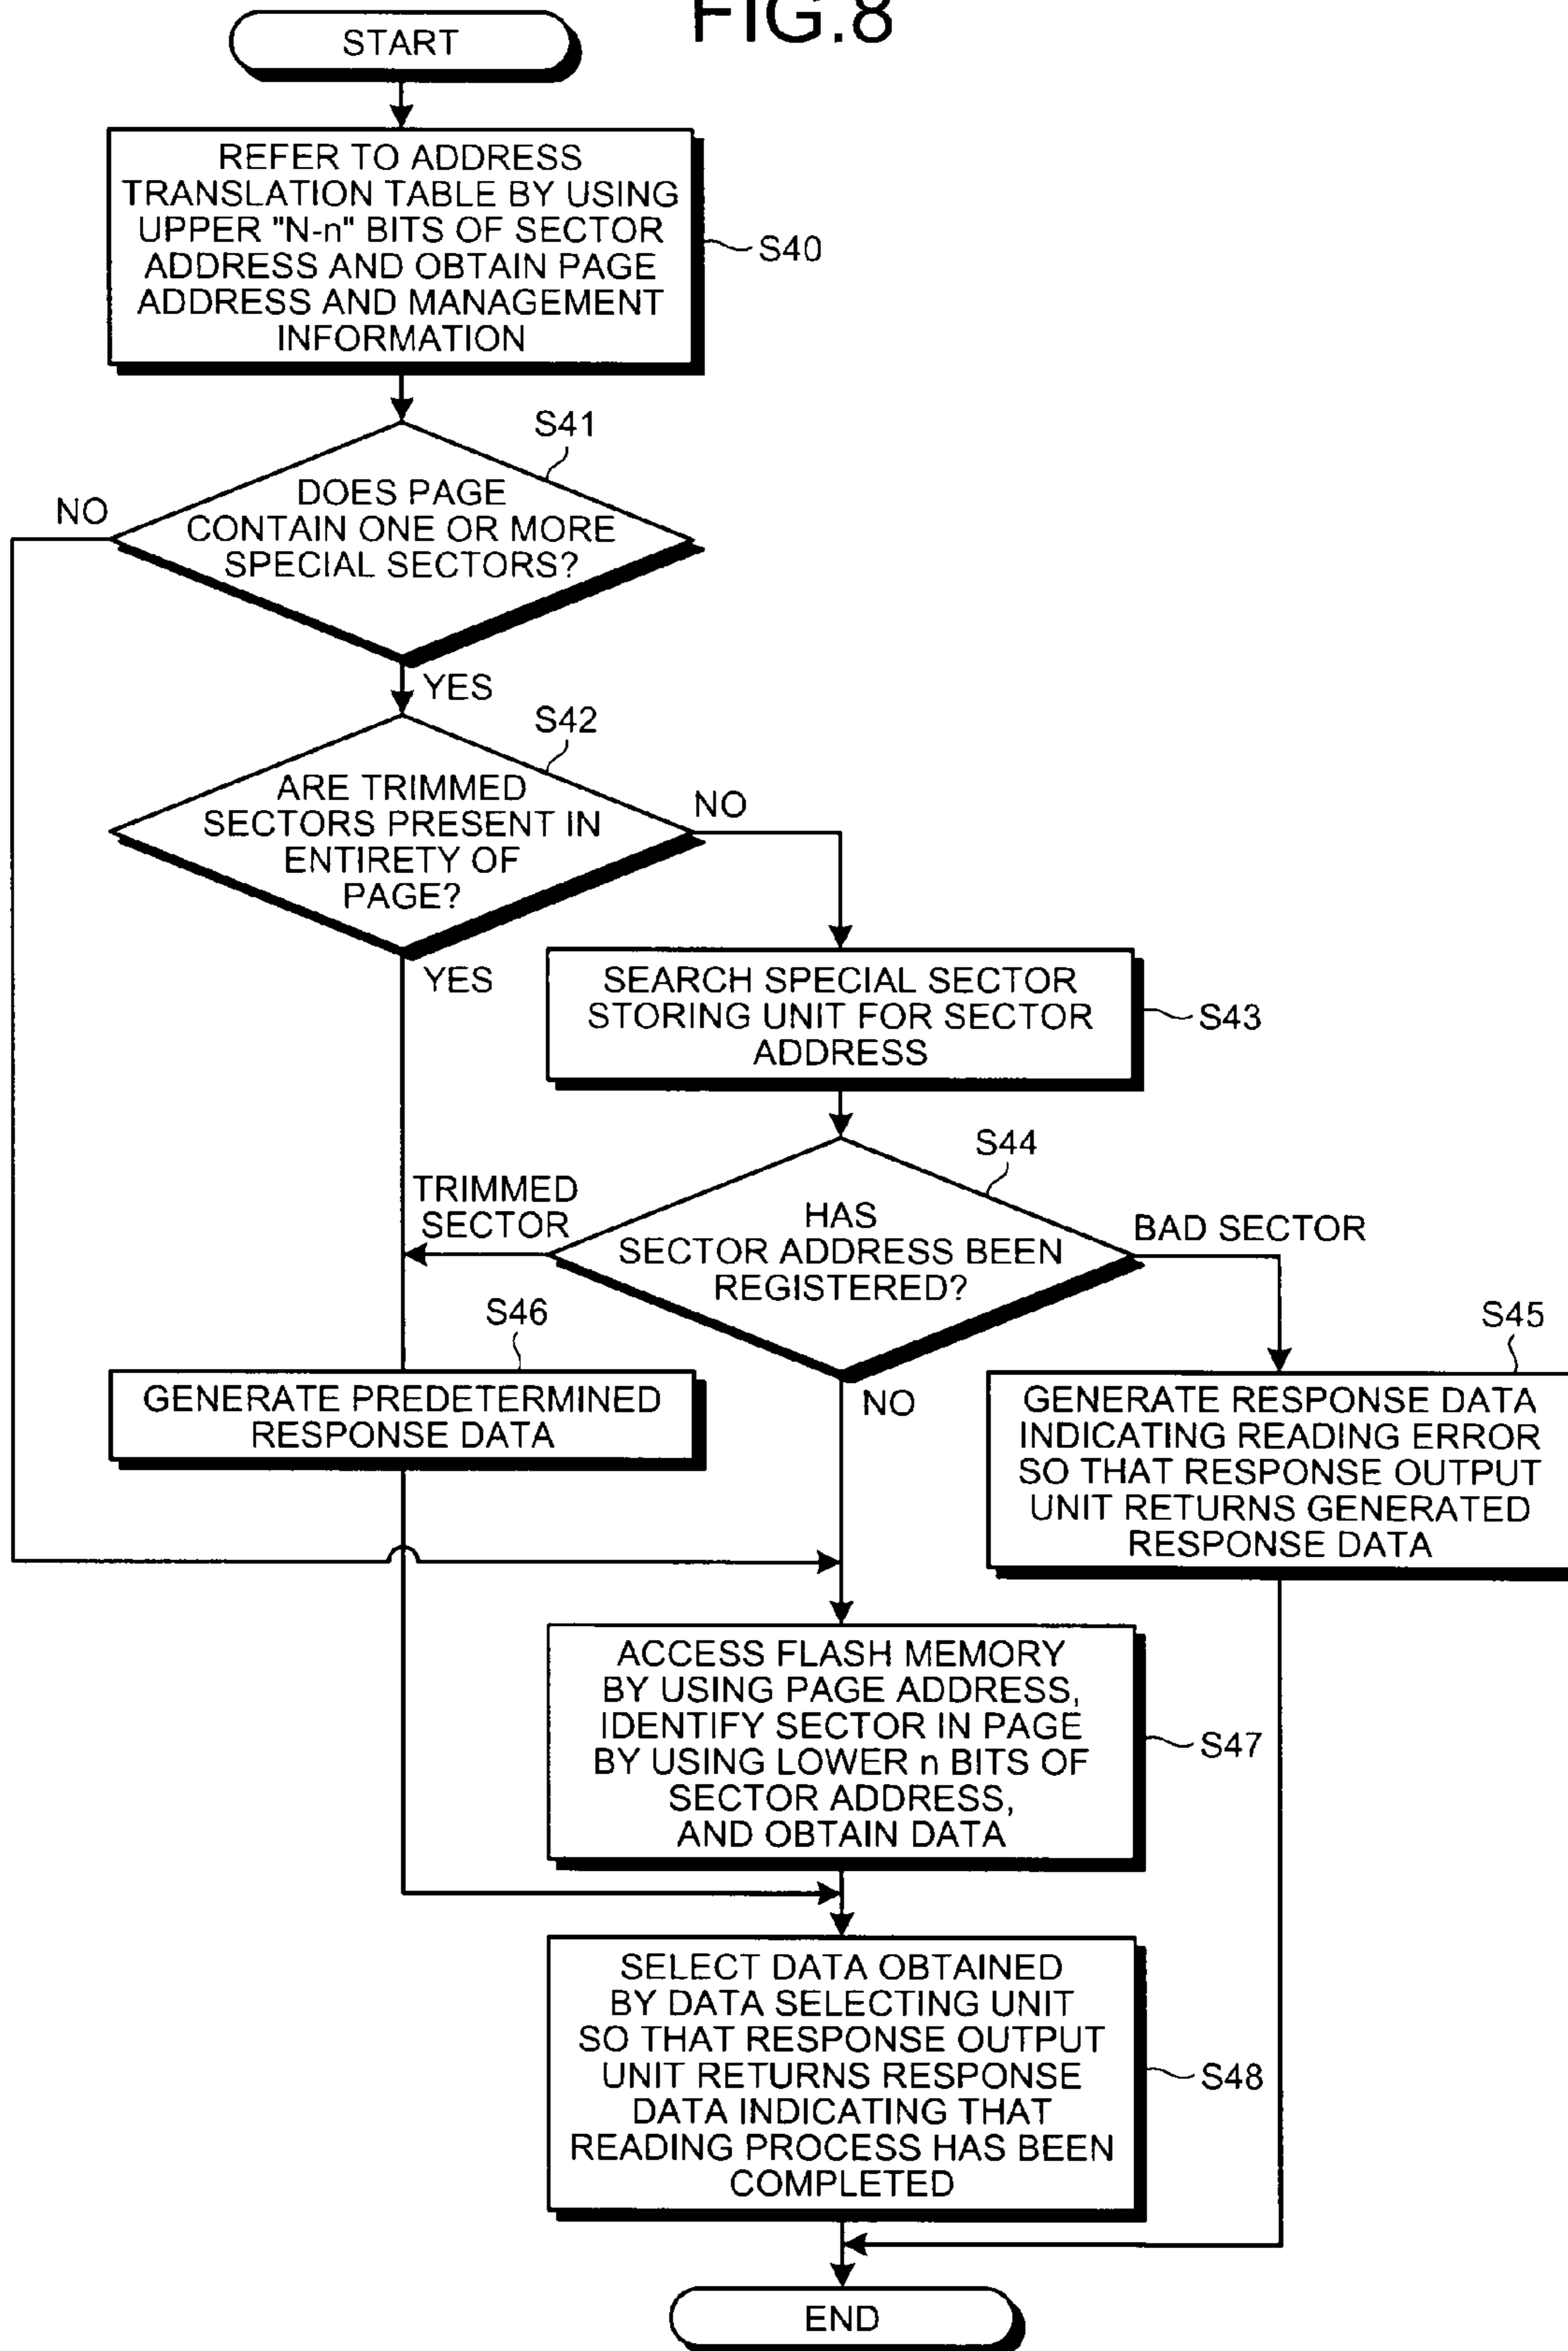 FIG.8
START
REFER TO ADDRESS
TRANSLATION TABLE BY USING
UPPER "N-n" BITS OF SECTOR
ADDRESS AND OBTAIN PAGE
ADDRESS AND MANAGEMENT
INFORMATION
S40
S41
DOES PAGE
CONTAIN ONE OR MORE
SPECIAL SECTORS?
NO
YES
S42
ARE TRIMMED
SECTORS PRESENT IN
ENTIRETY OF
PAGE?
NO
YES
SEARCH SPECIAL SECTOR
STORING UNIT FOR SECTOR
ADDRESS
S43
S44
TRIMMED
SECTOR
HAS
SECTOR ADDRESS BEEN
REGISTERED?
BAD SECTOR
NO
S46
GENERATE PREDETERMINED
RESPONSE DATA
S45
GENERATE RESPONSE DATA
INDICATING READING ERROR
SO THAT RESPONSE OUTPUT
UNIT RETURNS GENERATED
RESPONSE DATA
ACCESS FLASH MEMORY
BY USING PAGE ADDRESS,
IDENTIFY SECTOR IN PAGE
BY USING LOWER n BITS OF
SECTOR ADDRESS,
AND OBTAIN DATA
S47
SELECT DATA OBTAINED
BY DATA SELECTING UNIT
SO THAT RESPONSE OUTPUT
UNIT RETURNS RESPONSE
DATA INDICATING THAT
READING PROCESS HAS BEEN
COMPLETED
S48
END